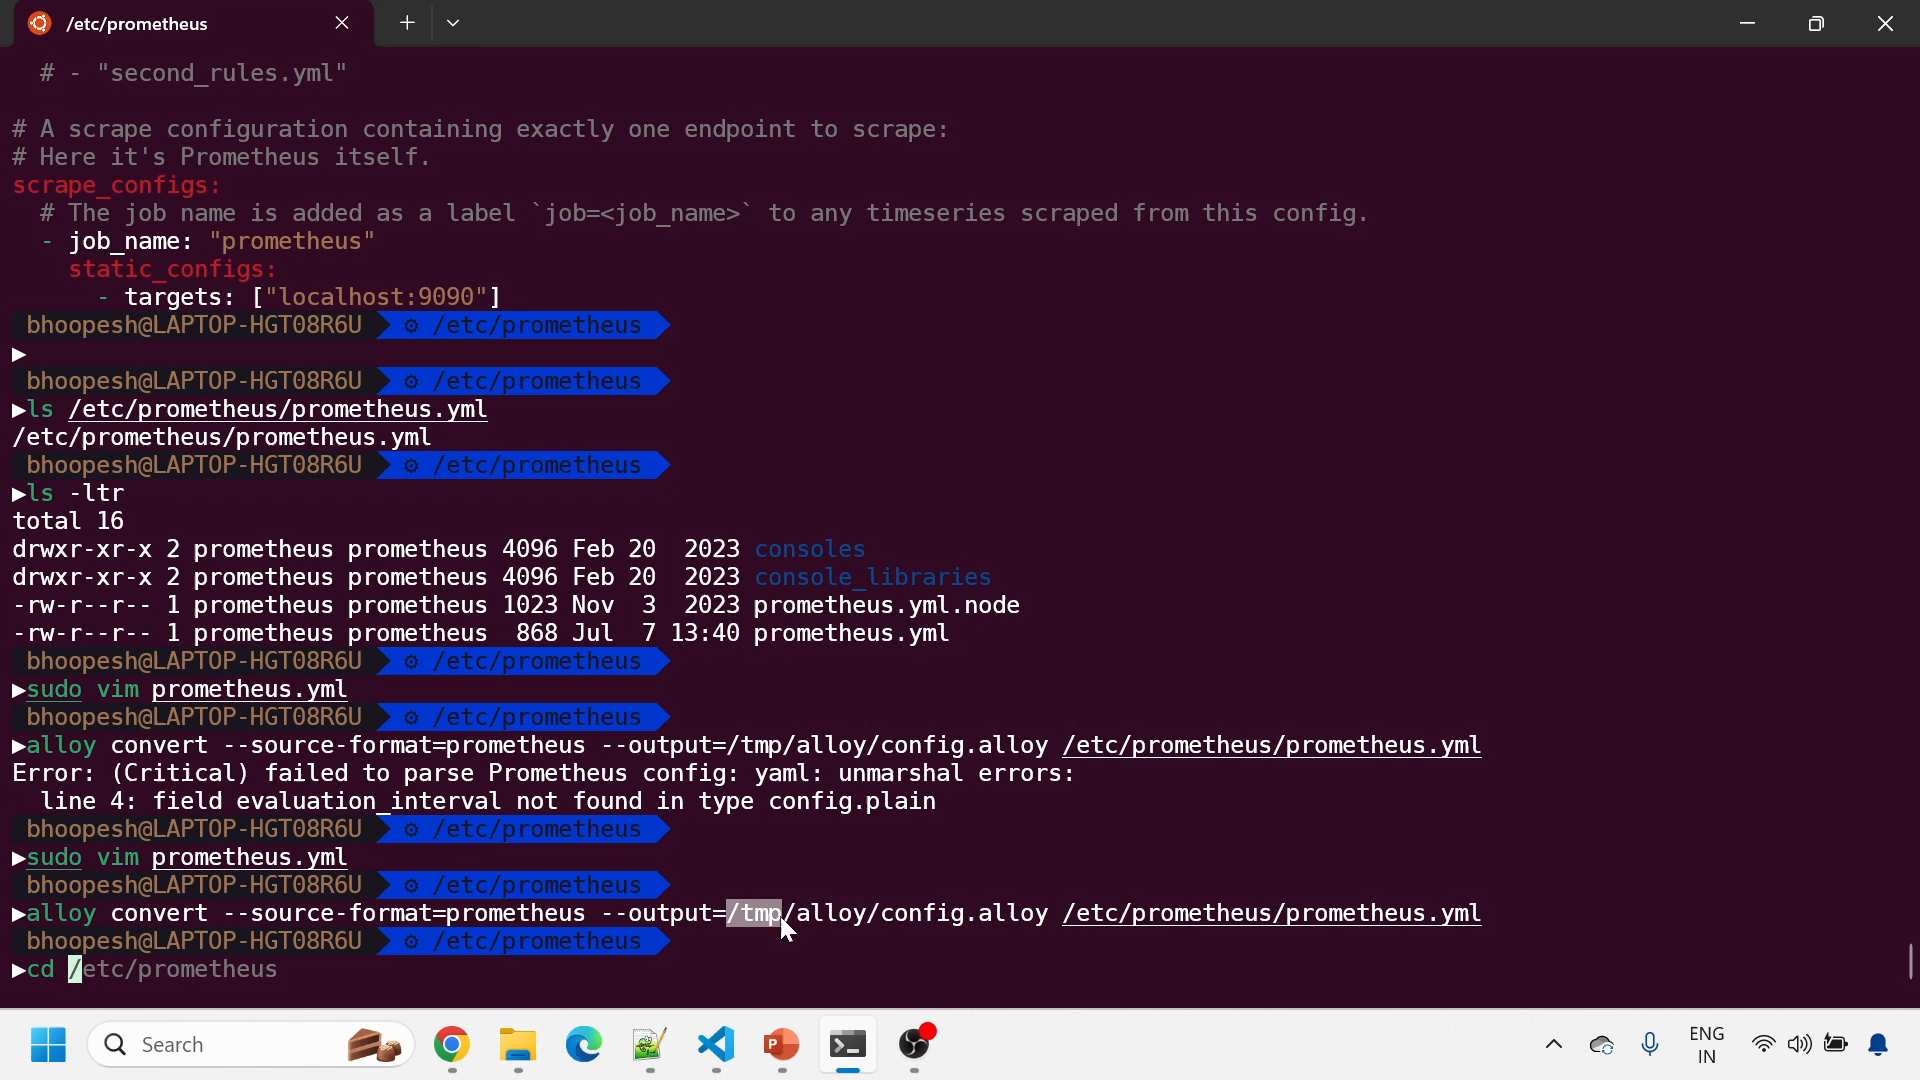 /etc/prometheus
# - "second_rules.yml"
# A scrape configuration containing exactly one endpoint to scrape:
# Here it's Prometheus itself.
scrape_configs:
# The job name is added as a label `job=<job_name>` to any timeseries scraped from this config.
- job_name: "prometheus"
static_configs:
- targets: ["localhost:9090"]
bhoopesh@LAPTOP-HGT08R6U /etc/prometheus
bhoopesh@LAPTOP-HGT08R6U /etc/prometheus
ls /etc/prometheus/prometheus.yml
/etc/prometheus/prometheus.yml
bhoopesh@LAPTOP-HGT08R6U /etc/prometheus
ls -ltr
total 16
drwxr-xr-x 2 prometheus prometheus 4096 Feb 20 2023 consoles
drwxr-xr-x 2 prometheus prometheus 4096 Feb 20 2023 console_libraries
-rw-r--r-- 1 prometheus prometheus 1023 Nov 3 2023 prometheus.yml.node
-rw-r--r-- 1 prometheus prometheus 868 Jul 7 13:40 prometheus.yml
bhoopesh@LAPTOP-HGT08R6U /etc/prometheus
sudo vim prometheus.yml
bhoopesh@LAPTOP-HGT08R6U /etc/prometheus
alloy convert --source-format=prometheus --output=/tmp/alloy/config.alloy /etc/prometheus/prometheus.yml
Error: (Critical) failed to parse Prometheus config: yaml: unmarshal errors:
line 4: field evaluation_interval not found in type config.plain
bhoopesh@LAPTOP-HGT08R6U /etc/prometheus
sudo vim prometheus.yml
bhoopesh@LAPTOP-HGT08R6U /etc/prometheus
alloy convert --source-format=prometheus --output=/tmp/alloy/config.alloy /etc/prometheus/prometheus.yml
bhoopesh@LAPTOP-HGT08R6U /etc/prometheus
cd /etc/prometheus
Search
P
ENG
IN